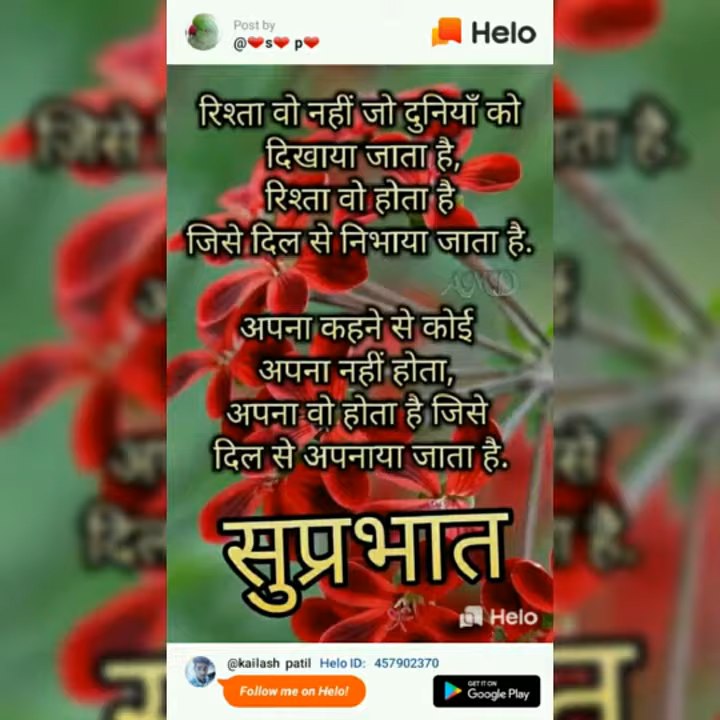 Post by
@❤s❤ p❤
Helo
रिश्ता वो नहीं जो दुनियाँ को
दिखाया जाता है,
रिश्ता वो होता है
जिसे दिल से निभाया जाता है.
अपना कहने से कोई
अपना नहीं होता,
अपना वो होता है जिसे
दिल से अपनाया जाता है.
सुप्रभात
Helo
@kailash patil Helo ID: 457902370
Follow me on Helo!
GET IT ON
Google Play